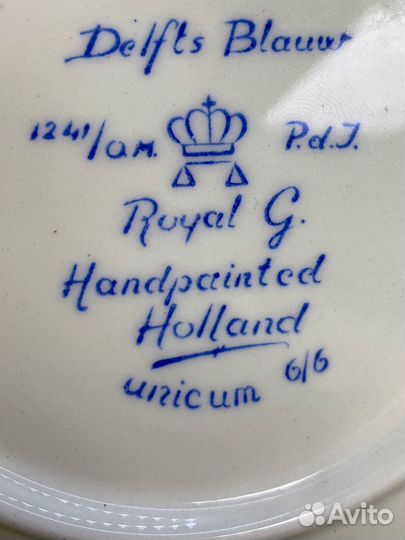 Delfts Blauw
1241/a.m. P.d.J.
Royal G.
Handpainted
Holland
unicum 6/6
Avito